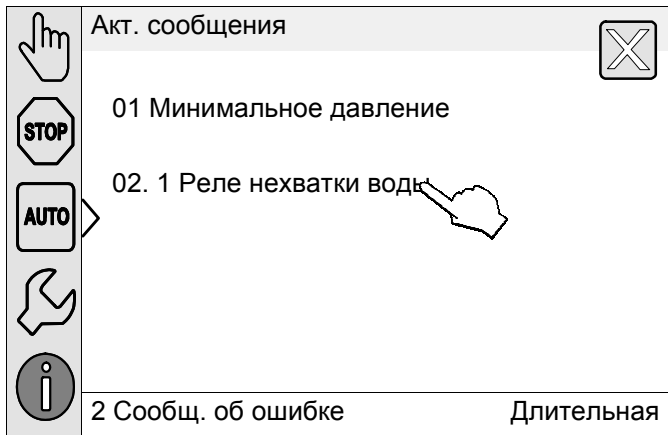 Акт. сообщения
01 Минимальное давление
STOP
02. 1 Реле нехватки воды
AUTO
2 Сообщ. об ошибке Длительная